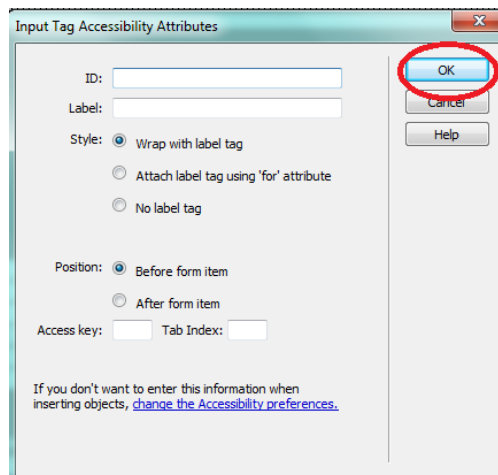 Input Tag Accessibility Attributes
X
ID:
OK
Label:
Cancel
Style:
Wrap with label tag
Help
Attach label tag using 'for' attribute
No label tag
Position:
Before form item
After form item
Access key:
Tab Index:
If you don't want to enter this information when
inserting objects, change the Accessibility preferences.